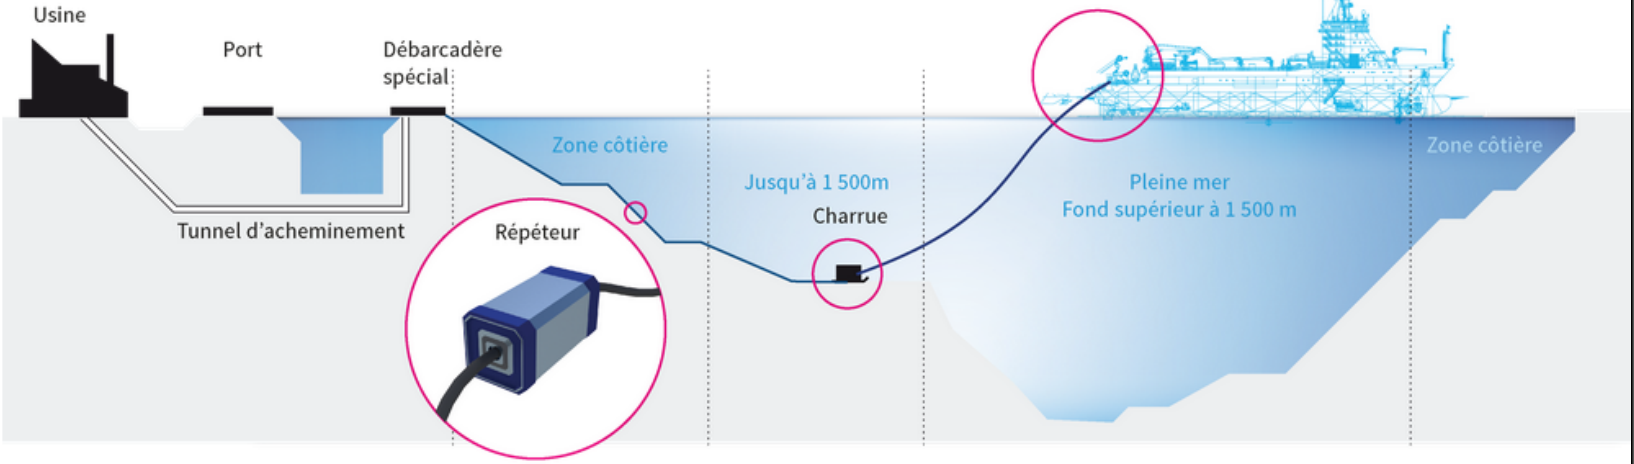 Usine
Port
Débarcadère
spécial
Zone côtière
Zone côtière
Jusqu'à 1 500m
Pleine mer
Fond supérieur à 1 500 m
Charrue
Tunnel d'acheminement
Répéteur